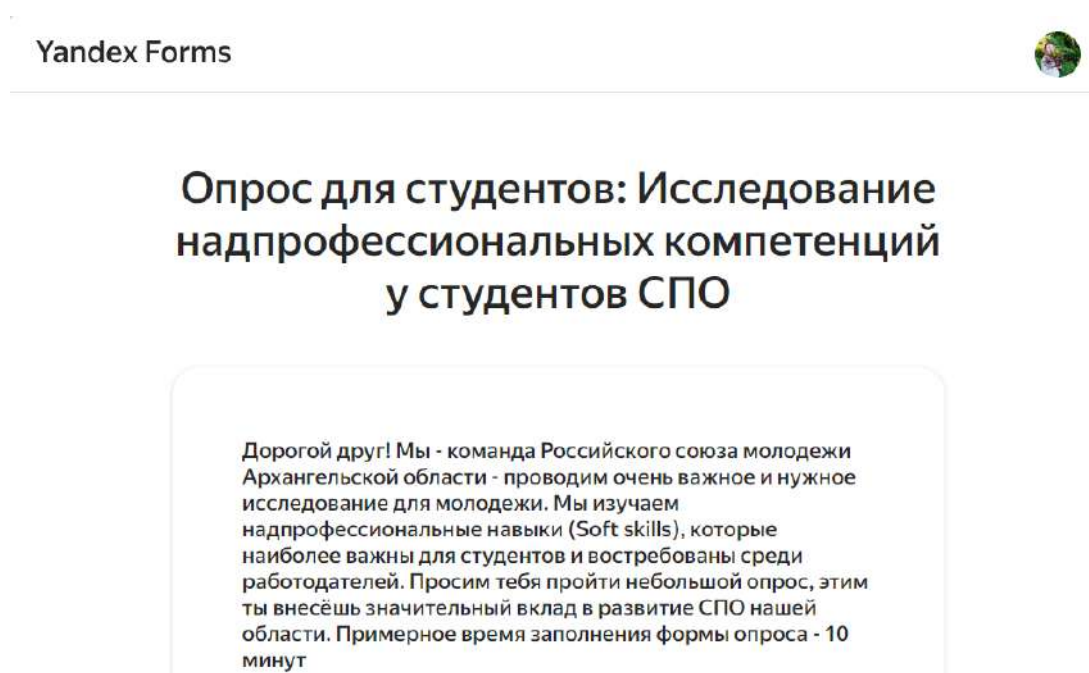 Yandex Forms
Опрос для студентов: Исследование
надпрофессиональных компетенций
у студентов СПО
Дорогой друг! Мы - команда Российского союза молодежи
Архангельской области - проводим очень важное и нужное
исследование для молодежи. Мы изучаем
надпрофессиональные навыки (Soft skills), которые
наиболее важны для студентов и востребованы среди
работодателей. Просим тебя пройти небольшой опрос, этим
ты внесёшь значительный вклад в развитие СПО нашей
области. Примерное время заполнения формы опроса - 10
минут